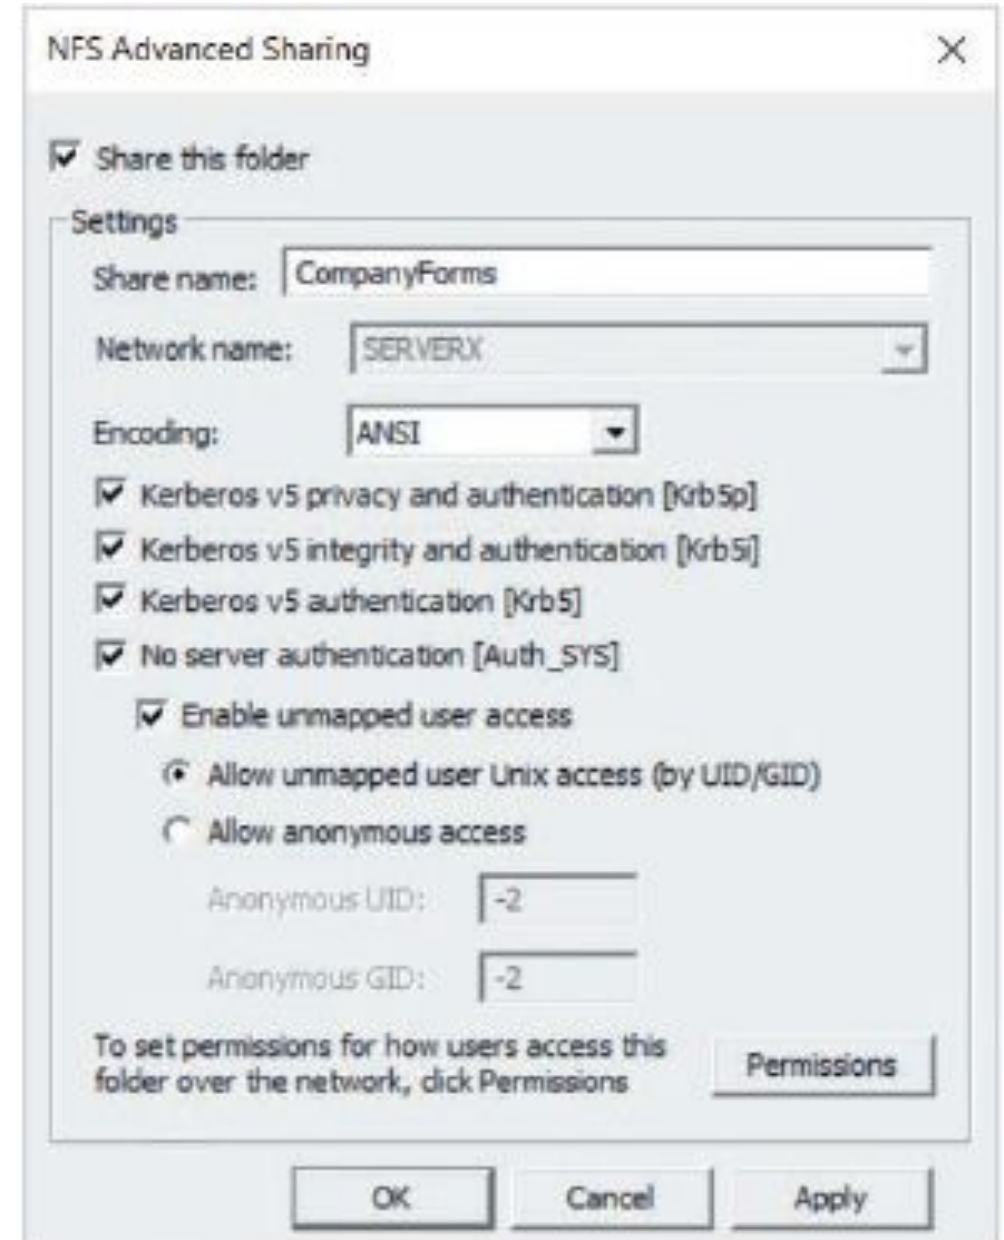 NFS Advanced Sharing
Share this folder
Settings
Share name: CompanyForms
Network name: SERVERX
Encoding: ANSI
Kerberos v5 privacy and authentication [Krb5p]
Kerberos v5 integrity and authentication [Krb5i]
Kerberos v5 authentication [Krb5]
No server authentication [Auth_SYS]
Enable unmapped user access
Allow unmapped user Unix access (by UID/GID)
Allow anonymous access
Anonymous UID: -2
Anonymous GID: -2
To set permissions for how users access this
folder over the network, click Permissions
Permissions
OK Cancel Apply